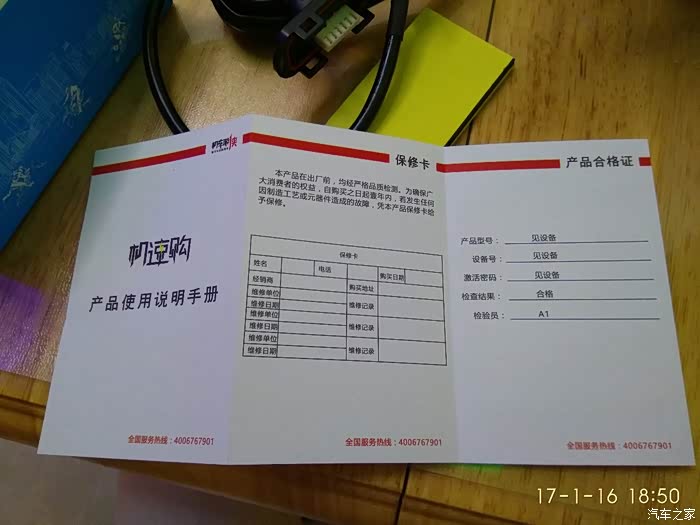 机速购
产品使用说明手册
全国服务热线：4006767901
保修卡
本产品在出厂前，均经严格品质检测。为确保广
大消费者的权益，自购买之日起壹年内，若发生任何
因制造工艺或元器件造成的故障，凭本产品保修卡给
予保修。
保修卡
姓名 电话 购买日期
经销商 购买地址
维修单位
维修日期 维修记录
维修单位
维修日期 维修记录
维修单位
维修日期 维修记录
全国服务热线：4006767901
产品合格证
产品型号： 见设备
设备号： 见设备
激活密码： 见设备
检查结果： 合格
检验员： A1
全国服务热线：4006767901
17-1-16 18:50
汽车之家